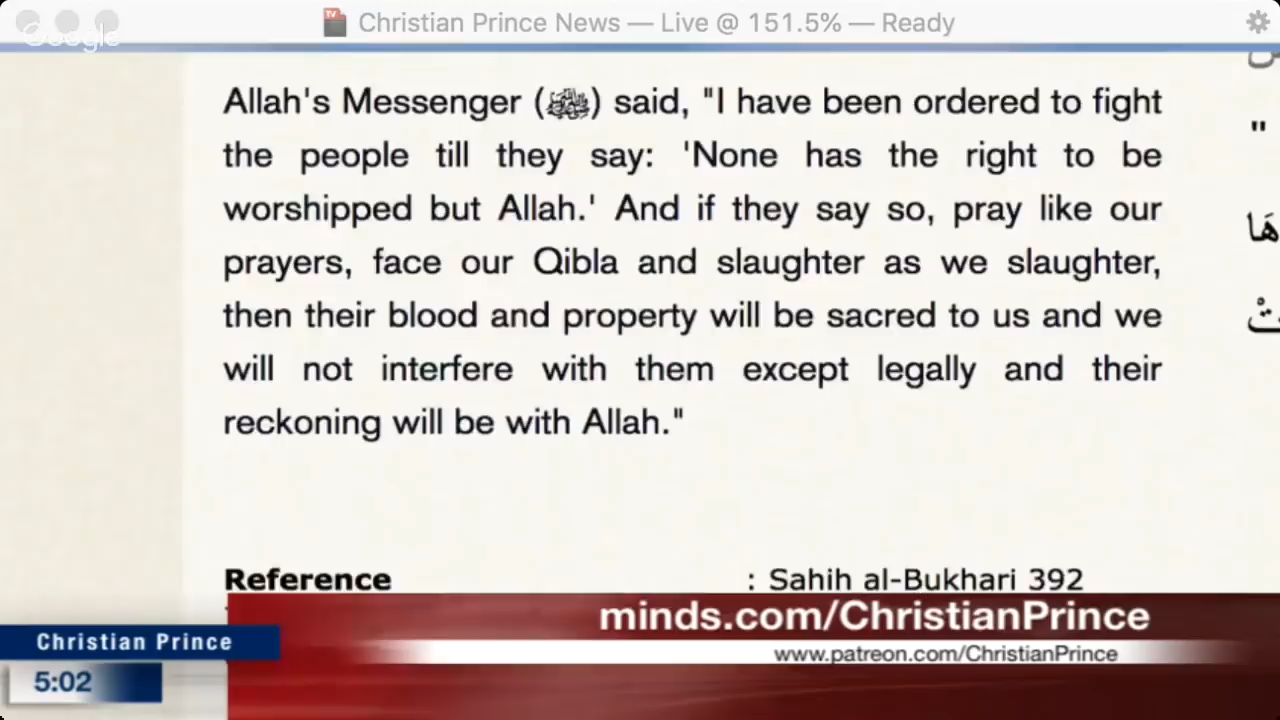 Christian Prince News — Live @ 151.5% — Ready
Google
Allah's Messenger (ﷺ) said, "I have been ordered to fight
the people till they say: 'None has the right to be
worshipped but Allah.' And if they say so, pray like our
prayers, face our Qibla and slaughter as we slaughter,
then their blood and property will be sacred to us and we
will not interfere with them except legally and their
reckoning will be with Allah."
"
هَا
Reference : Sahih al-Bukhari 392
minds.com/ChristianPrince
Christian Prince
www.patreon.com/ChristianPrince
5:02